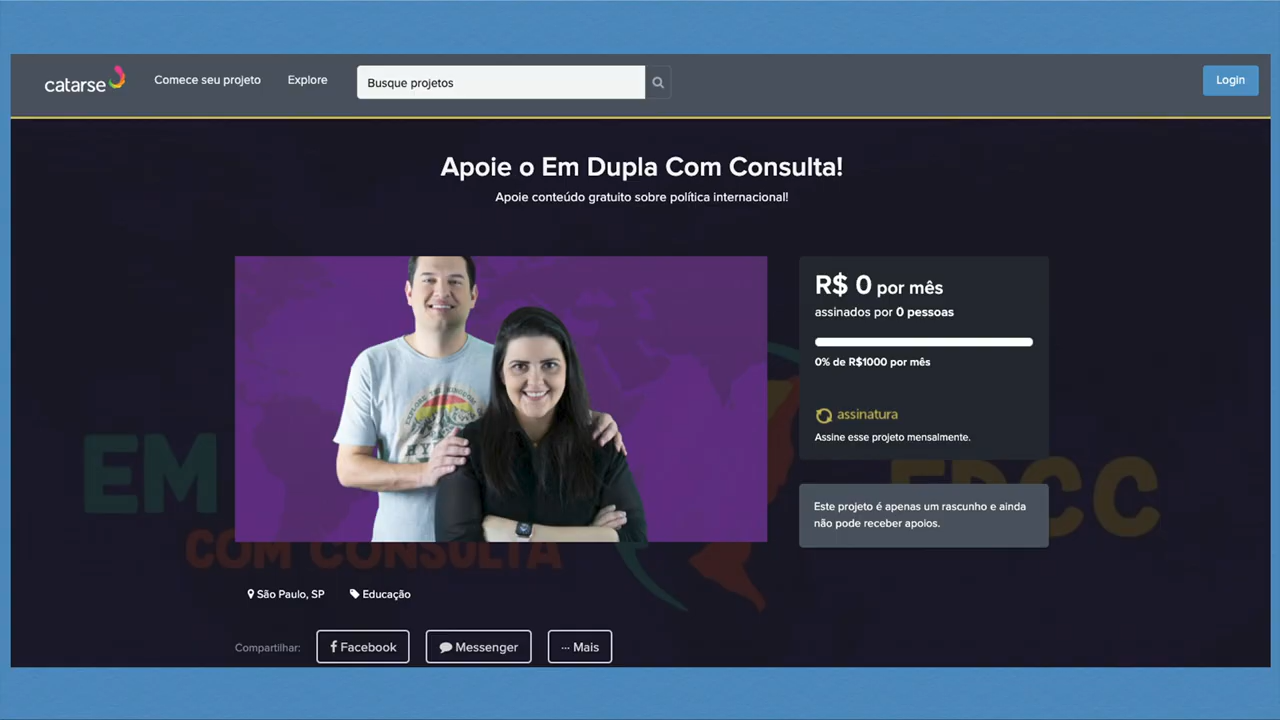 catarse
Comece seu projeto
Explore
Busque projetos
Login
Apoie o Em Dupla Com Consulta!
Apoie conteúdo gratuito sobre política internacional!
R$ 0 por mês
assinados por 0 pessoas
0% de R$1000 por mês
assinatura
Assine esse projeto mensalmente.
EM
COM CONSULTA
EDCC
Este projeto é apenas um rascunho e ainda
não pode receber apoios.
São Paulo, SP
Educação
Compartilhar:
Facebook
Messenger
··· Mais